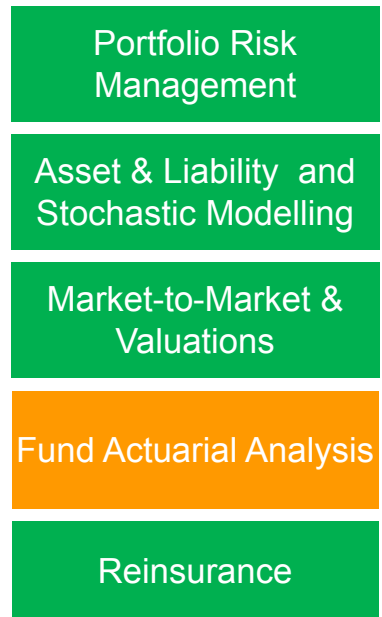 Portfolio Risk
Management
Asset & Liability  and
Stochastic Modelling
Market-to-Market &
Valuations
Fund Actuarial Analysis
Reinsurance